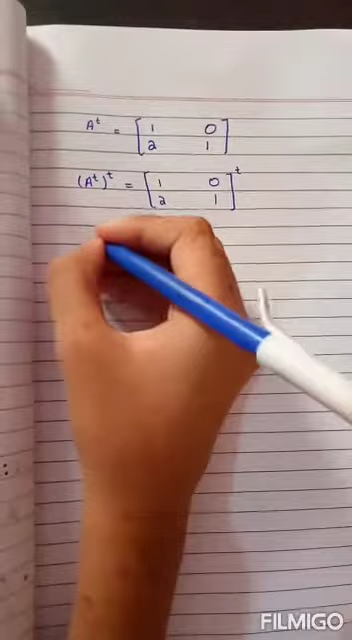 Aᵗ = [1 0
2 1]
(Aᵗ)ᵗ = [1 0
2 1]ᵗ
FILMIGO